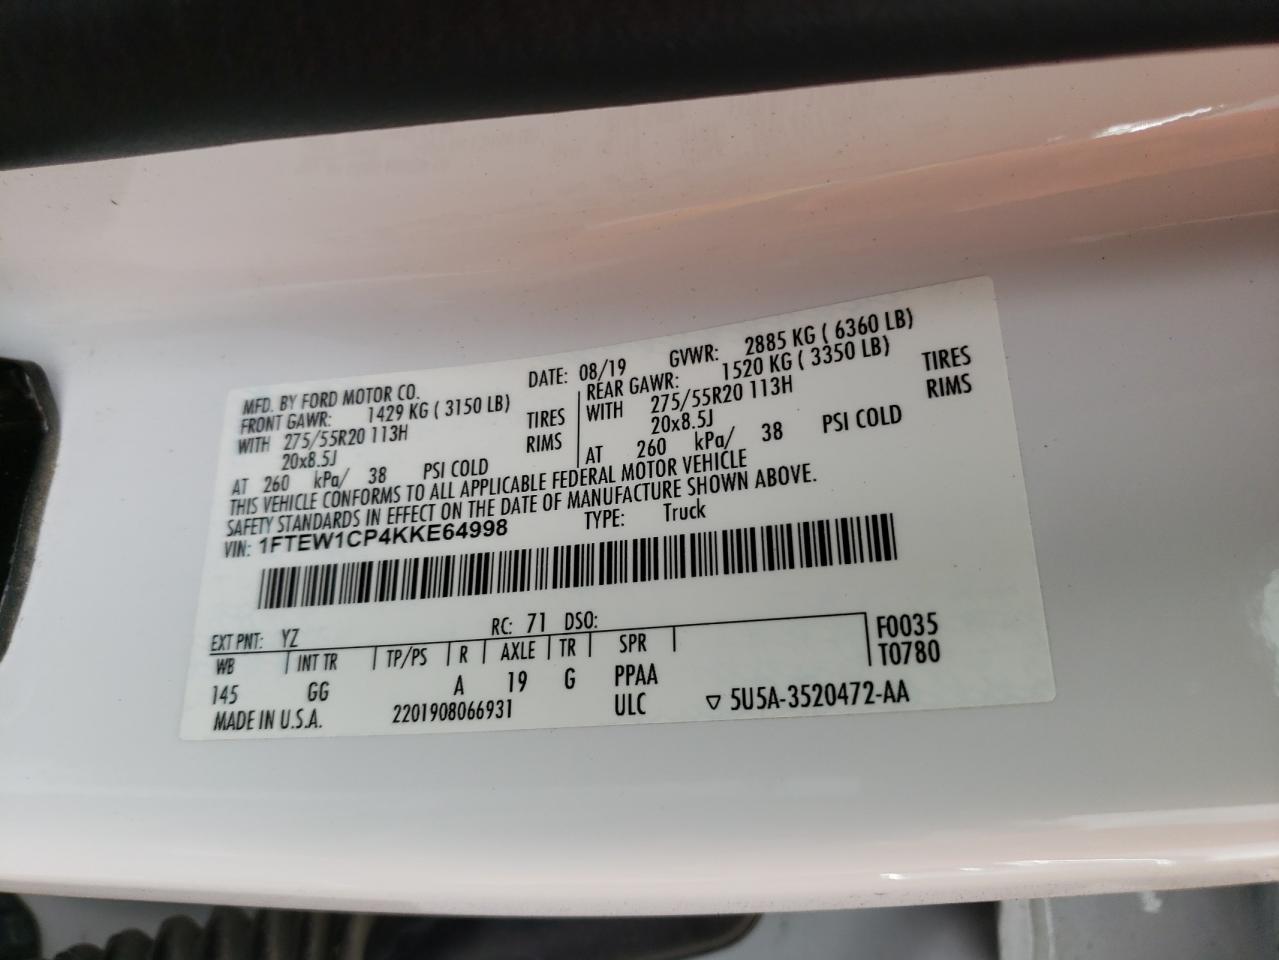 MFD. BY FORD MOTOR CO. DATE: 08/19 GVWR: 2885 KG ( 6360 LB)
FRONT GAWR: 1429 KG ( 3150 LB) REAR GAWR: 1520 KG ( 3350 LB)
WITH 275/55R20 113H TIRES WITH 275/55R20 113H TIRES
20x8.5J RIMS 20x8.5J RIMS
AT 260 kPa/ 38 PSI COLD AT 260 kPa/ 38 PSI COLD
THIS VEHICLE CONFORMS TO ALL APPLICABLE FEDERAL MOTOR VEHICLE
SAFETY STANDARDS IN EFFECT ON THE DATE OF MANUFACTURE SHOWN ABOVE.
VIN: 1FTEW1CP4KKE64998 TYPE: Truck
EXT PNT: YZ RC: 71 DSO: F0035
WB INT TR TP/PS R AXLE TR SPR T0780
145 GG A 19 G PPAA
MADE IN U.S.A. 2201908066931 ULC ▽ 5U5A-3520472-AA